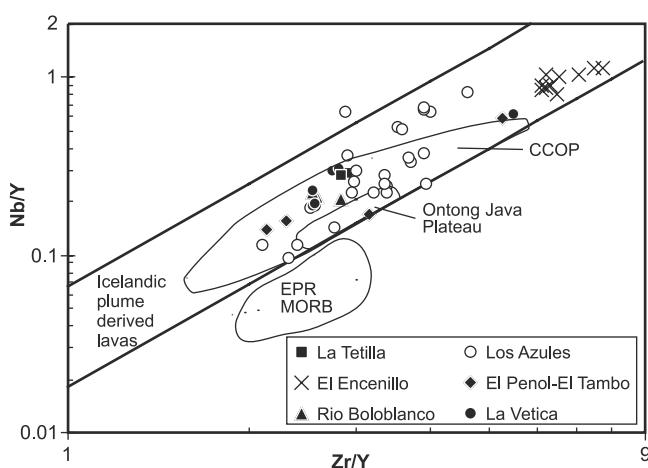 2
1
0.1
0.01
Nb/Y
CCOP
Ontong Java
Plateau
Icelandic
plume
derived
lavas
EPR
MORB
La Tetilla
Los Azules
El Encenillo
El Penol-El Tambo
Rio Boloblanco
La Vetica
1
9
Zr/Y